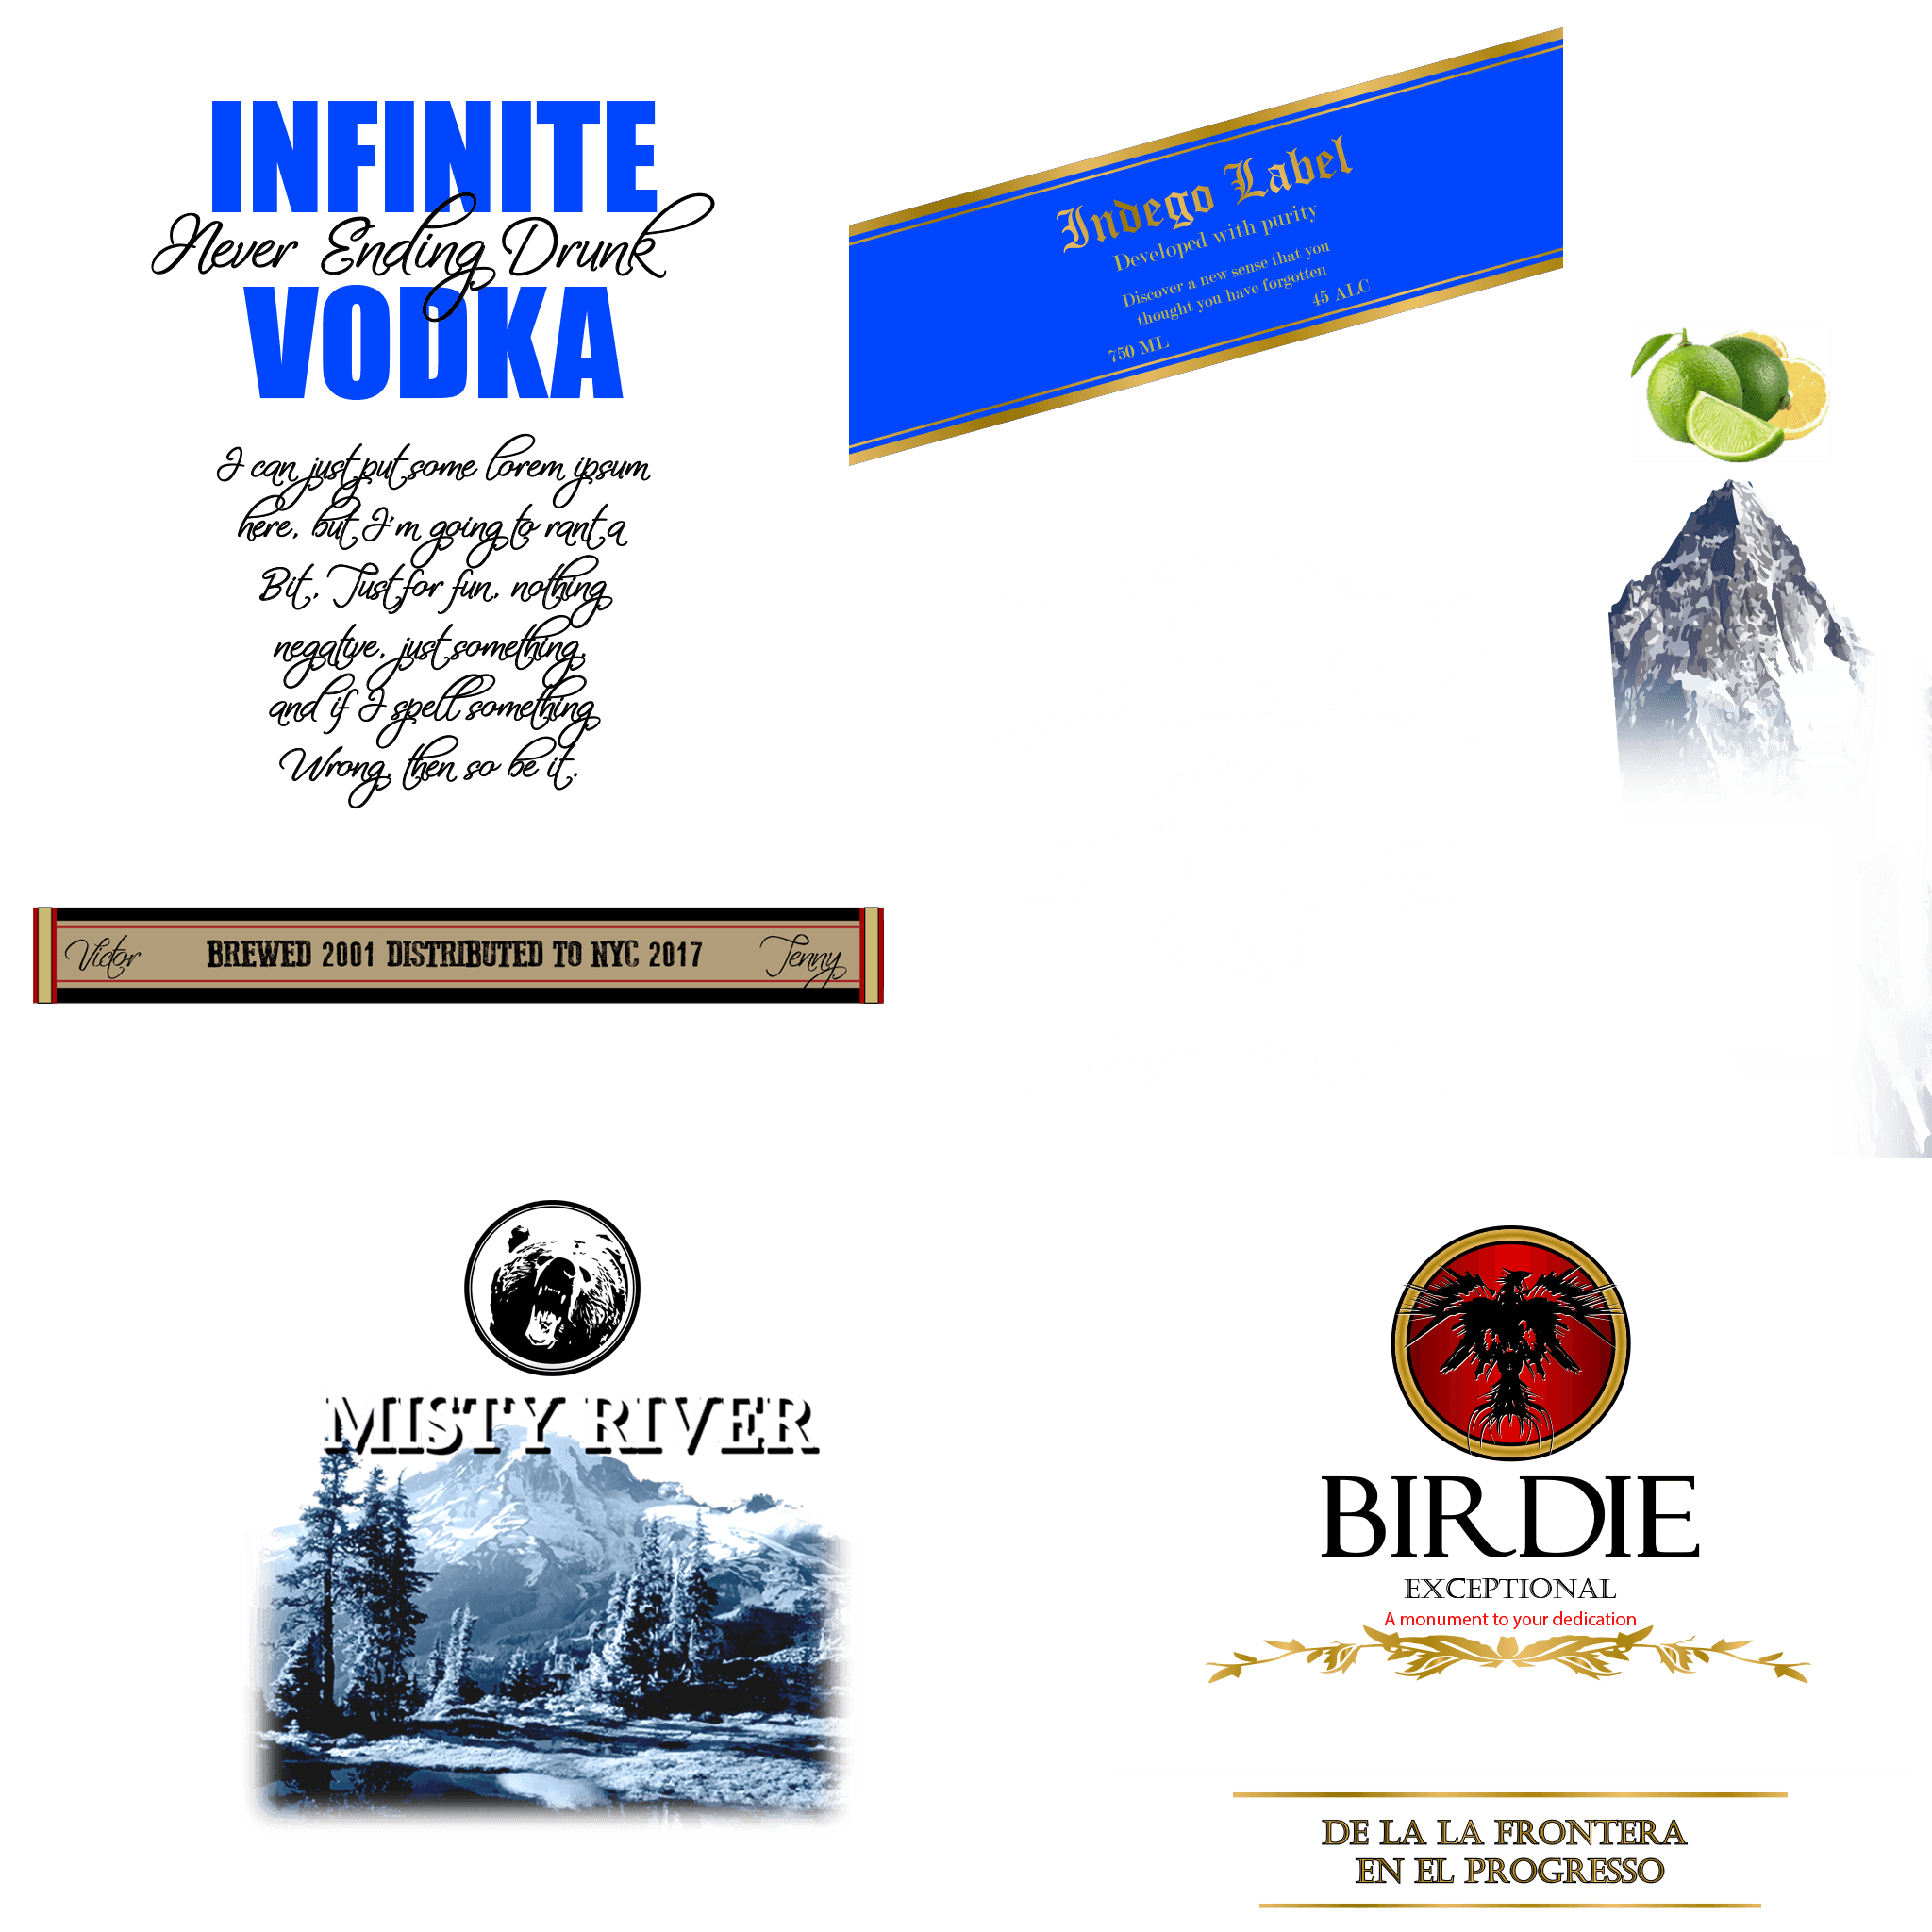 INFINITE
Never Ending Drunk
VODKA
I can just put some lorem ipsum
here, but I'm going to rant a
Bit, Just for fun, nothing
negative, just something,
and if I spell something
Wrong, then so be it.
Indego Label
Developed with purity
Discover a new sense that you
thought you have forgotten
45 ALC
750 ML
Victor BREWED 2001 DISTRIBUTED TO NYC 2017 Jenny
MISTY RIVER
BIRDIE
EXCEPTIONAL
A monument to your dedication
DE LA LA FRONTERA
EN EL PROGRESSO